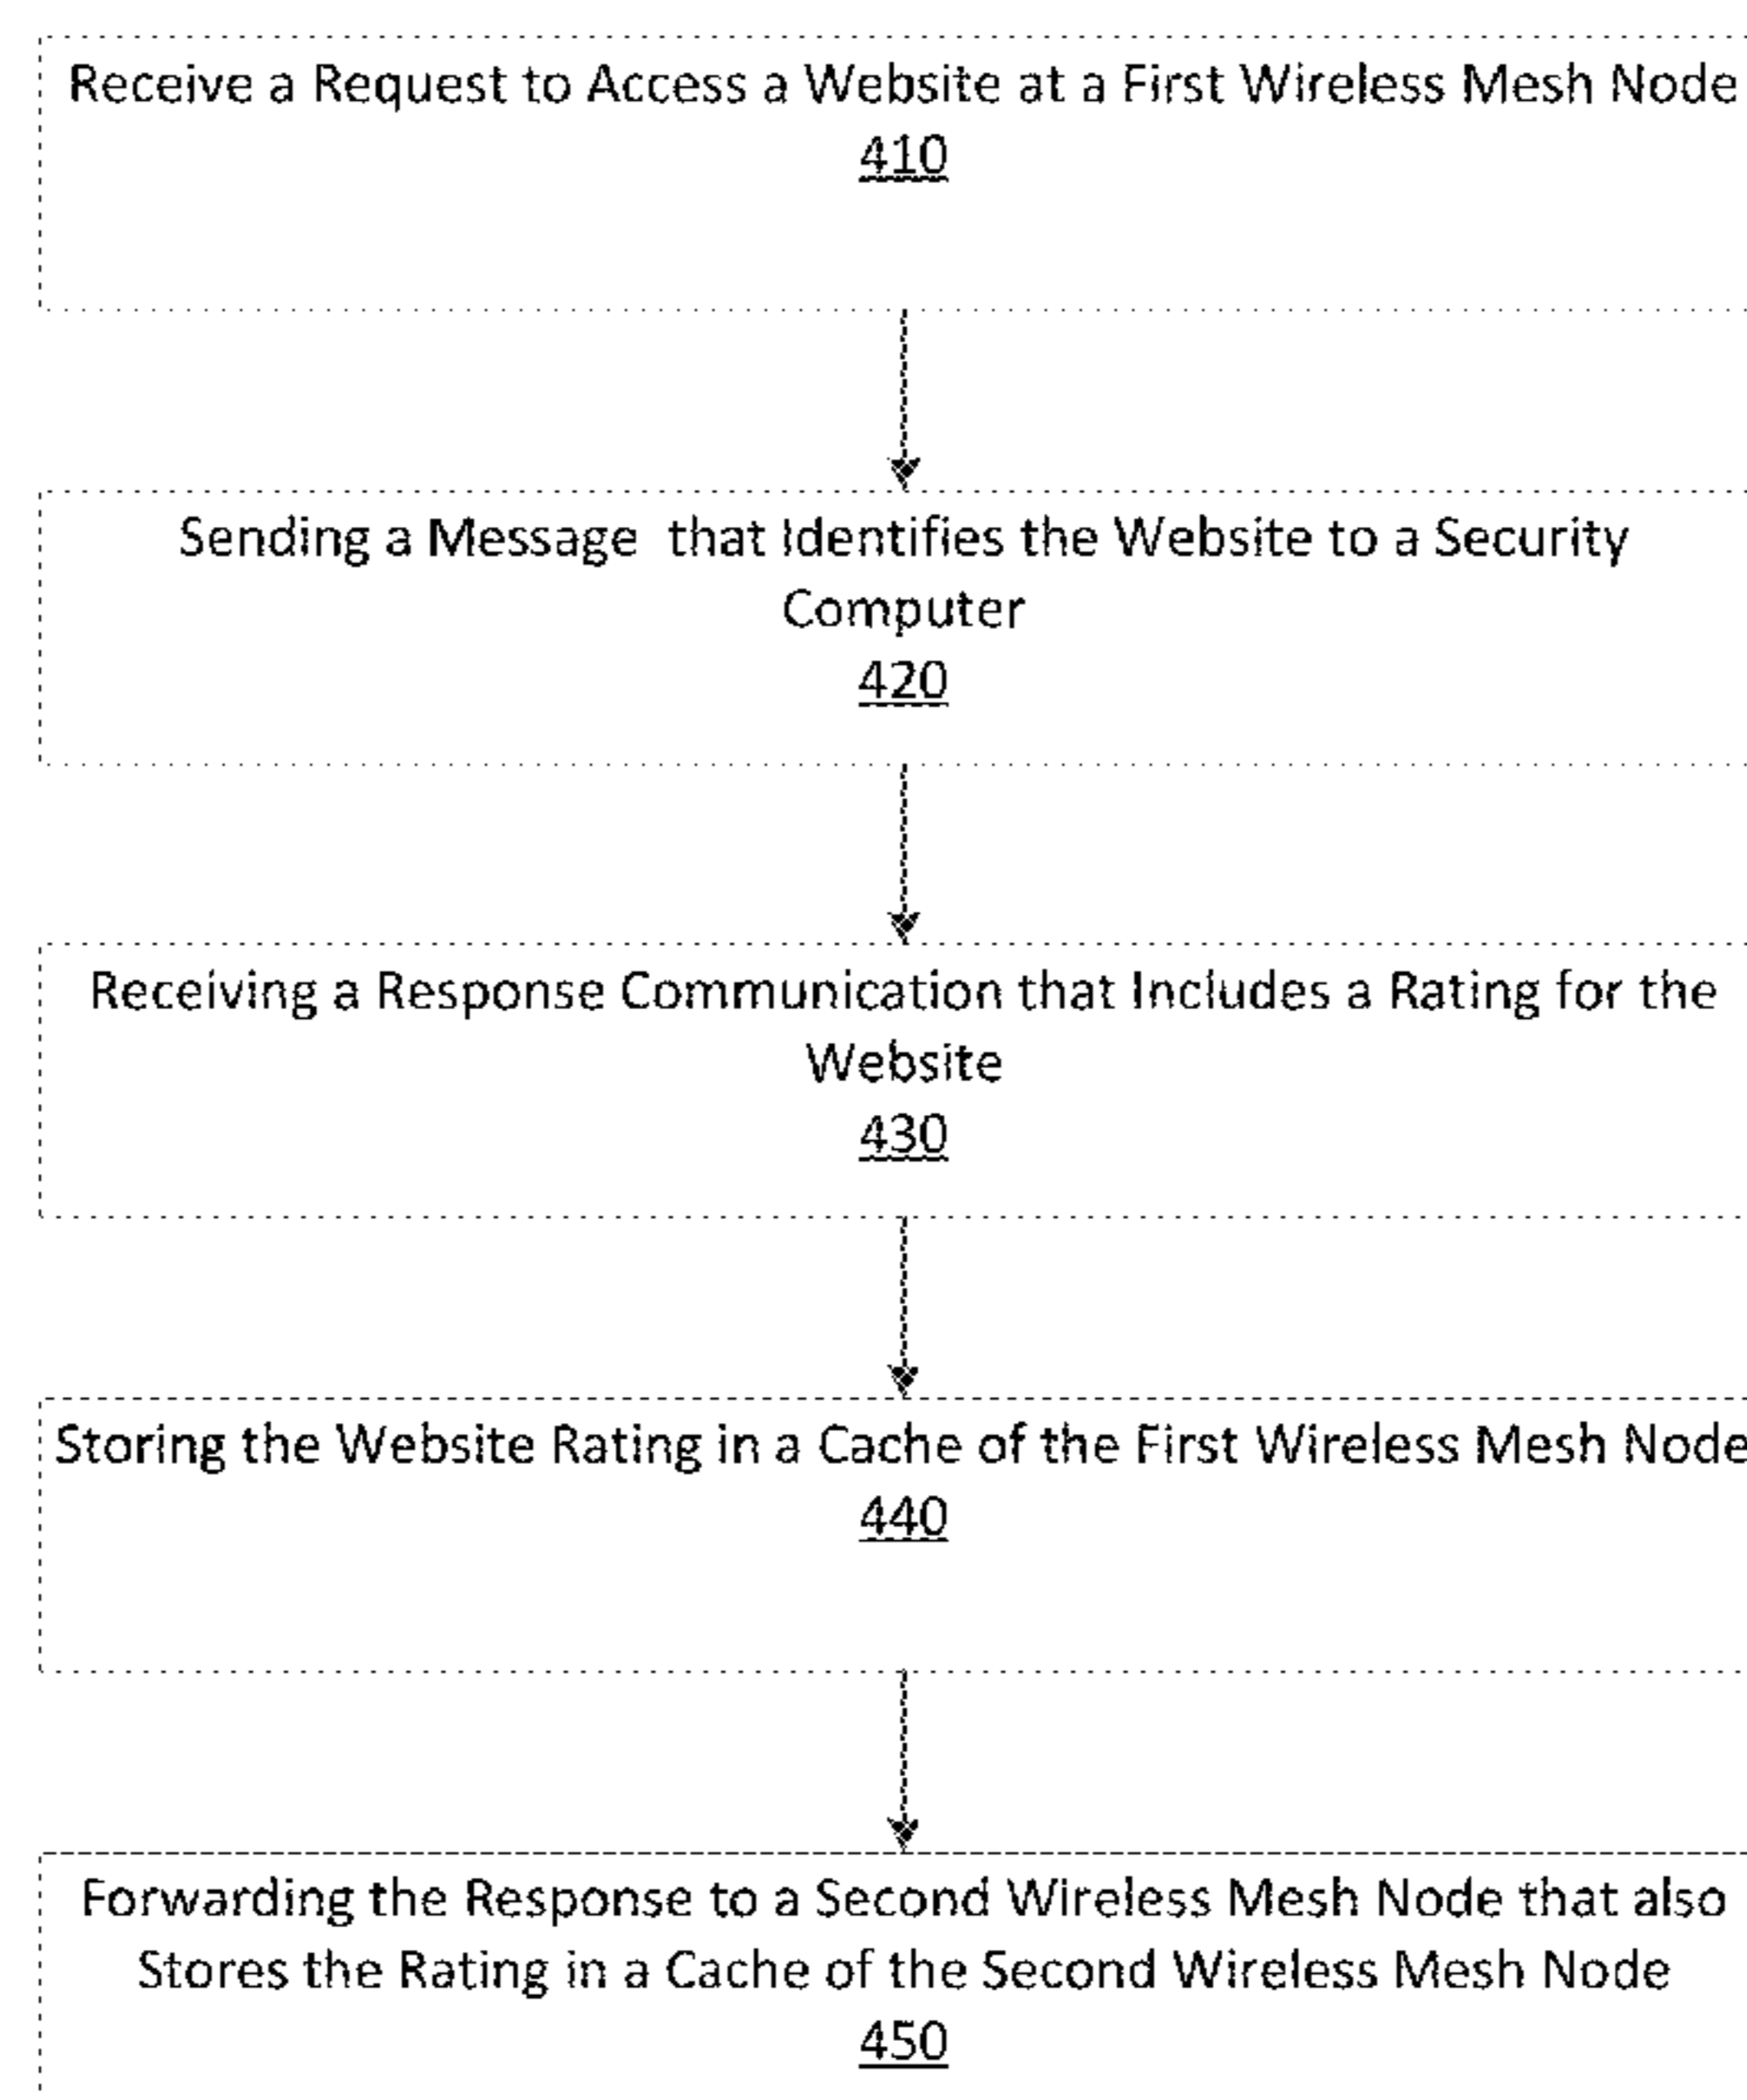 Receive a Request to Access a Website at a First Wireless Mesh Node
410
Sending a Message that Identifies the Website to a Security
Computer
420
Receiving a Response Communication that Includes a Rating for the
Website
430
Storing the Website Rating in a Cache of the First Wireless Mesh Node
440
Forwarding the Response to a Second Wireless Mesh Node that also
Stores the Rating in a Cache of the Second Wireless Mesh Node
450